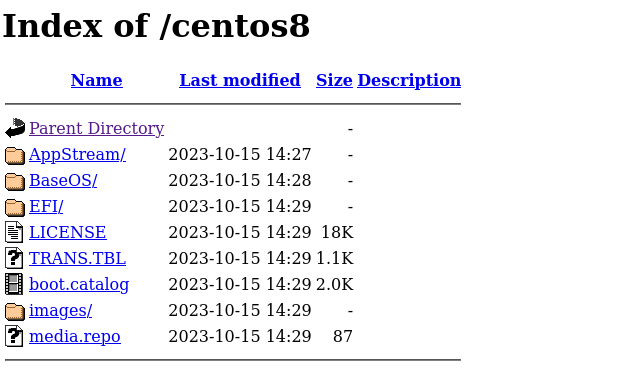 Index of /centos8
Name Last modified Size Description
Parent Directory -
AppStream/ 2023-10-15 14:27 -
BaseOS/ 2023-10-15 14:28 -
EFI/ 2023-10-15 14:29 -
LICENSE 2023-10-15 14:29 18K
TRANS.TBL 2023-10-15 14:29 1.1K
boot.catalog 2023-10-15 14:29 2.0K
images/ 2023-10-15 14:29 -
media.repo 2023-10-15 14:29 87